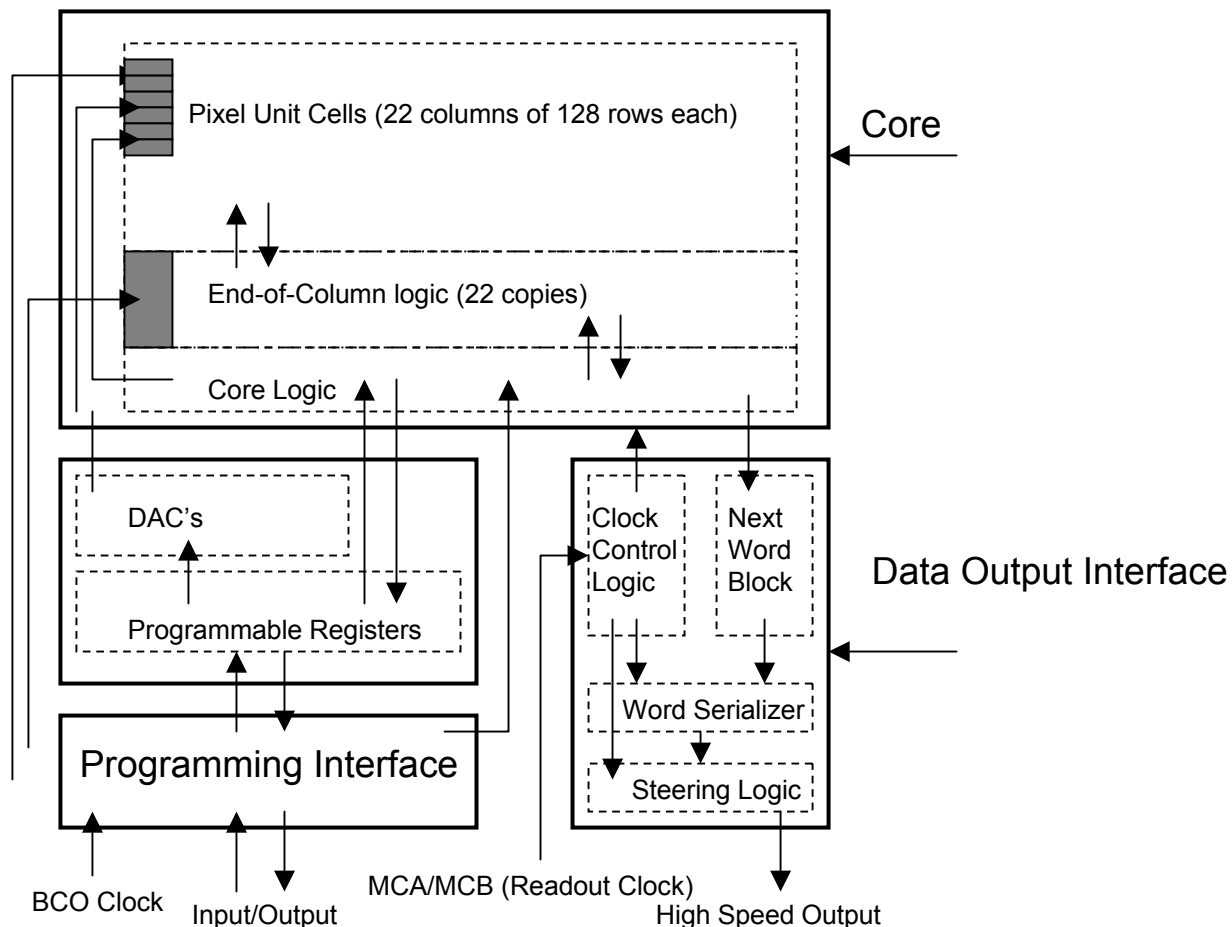 Pixel Unit Cells (22 columns of 128 rows each)
Core
End-of-Column logic (22 copies)
Core Logic
DAC's
Programmable Registers
Clock
Control
Logic
Next
Word
Block
Data Output Interface
Word Serializer
Steering Logic
Programming Interface
BCO Clock
Input/Output
MCA/MCB (Readout Clock)
High Speed Output